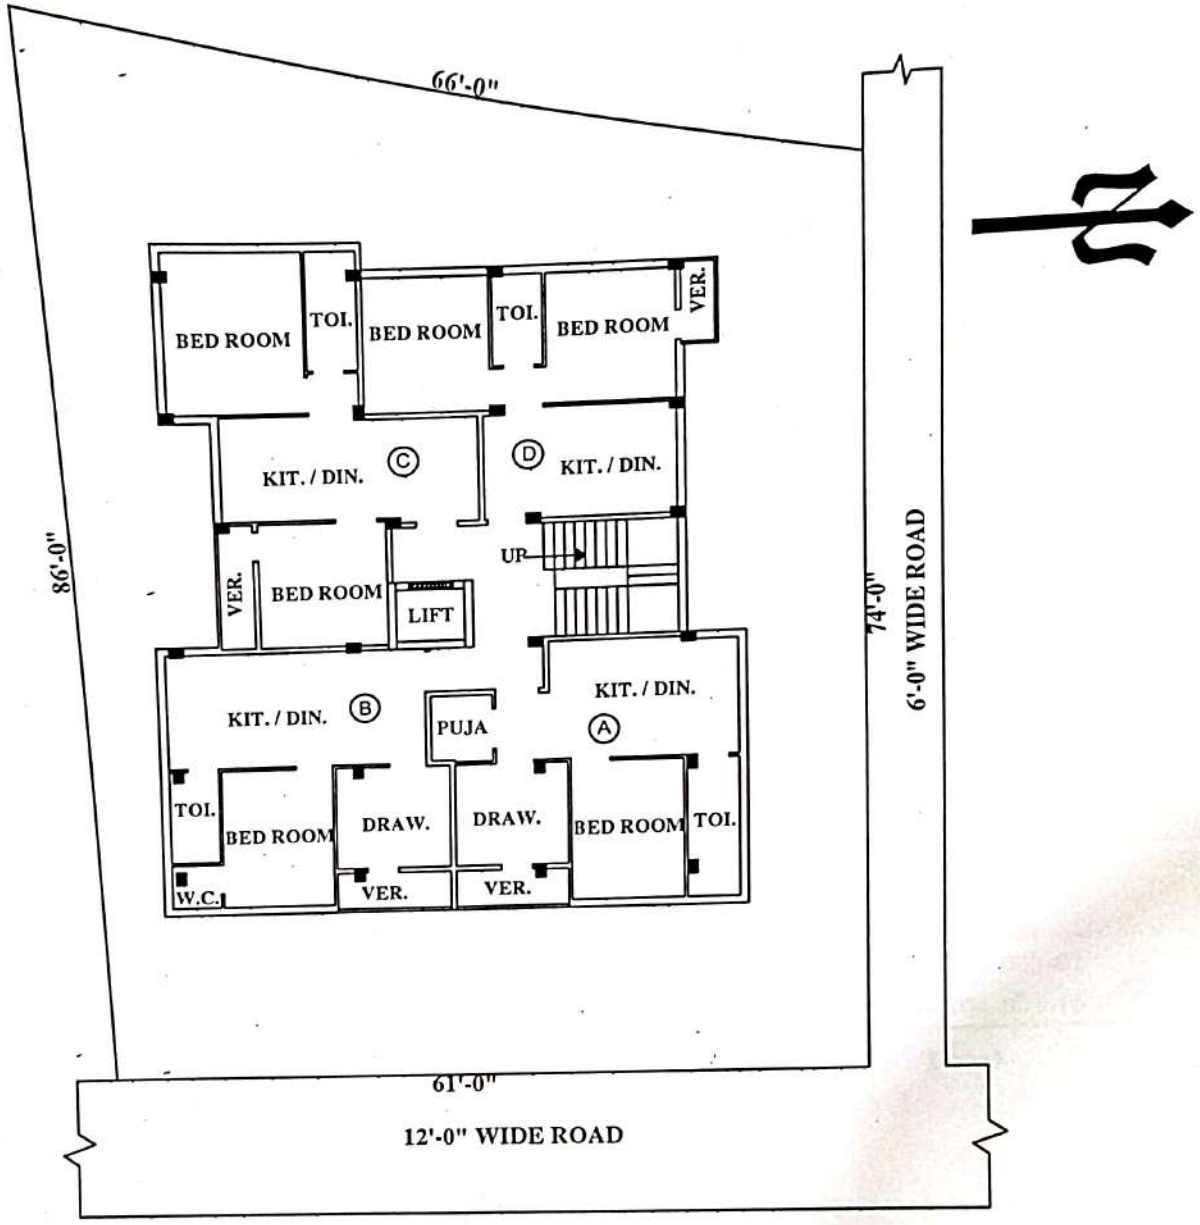 66'-0"
N
VER.
TOI.
TOI.
BED ROOM
BED ROOM
BED ROOM
C
D
KIT. / DIN.
KIT. / DIN.
86'-0"
UP
74'-0"
6'-0" WIDE ROAD
VER.
BED ROOM
LIFT
KIT. / DIN.
B
KIT. / DIN.
PUJA
A
TOI.
BED ROOM
DRAW.
DRAW.
BED ROOM
TOI.
W.C.
VER.
VER.
61'-0"
12'-0" WIDE ROAD